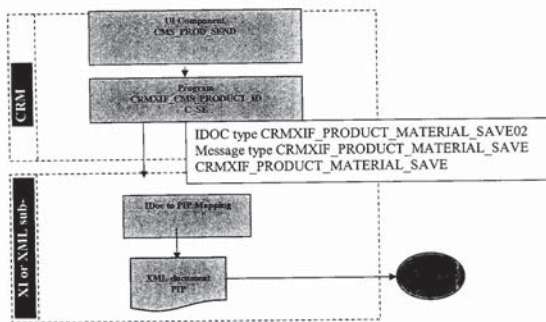 UI Component,
CMS_PROD_SEND
Program
CRMXIF_CMS_PRODUCT_ID
C_SE
CRM
IDOC type CRMXIF_PRODUCT_MATERIAL_SAVE02
Message type CRMXIF_PRODUCT_MATERIAL_SAVE
CRMXIF_PRODUCT_MATERIAL_SAVE
XI or XML sub-
IDoc to PIP Mapping
XML document
PIP